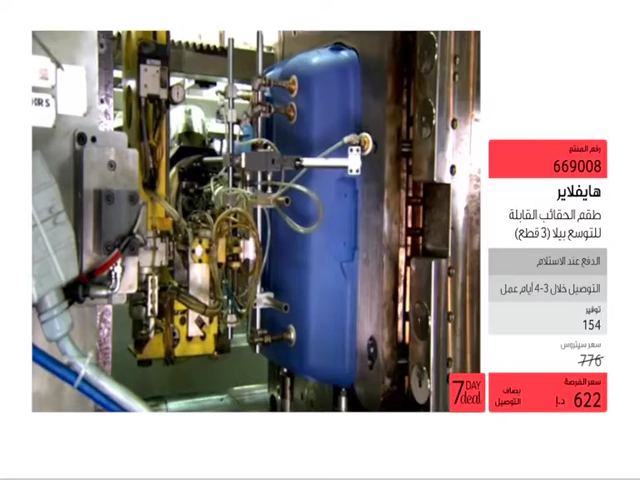 رقم المنتج
669008
هايفلاير
طقم الحقائب القابلة
للتوسع بيلا (3 قطع)
الدفع عند الاستلام
التوصيل خلال 3-4 أيام عمل
توفير
154
سعر سيتروس
776
سعر الفرصة
622 د.إ
يضاف
التوصيل
7 DAY
deal